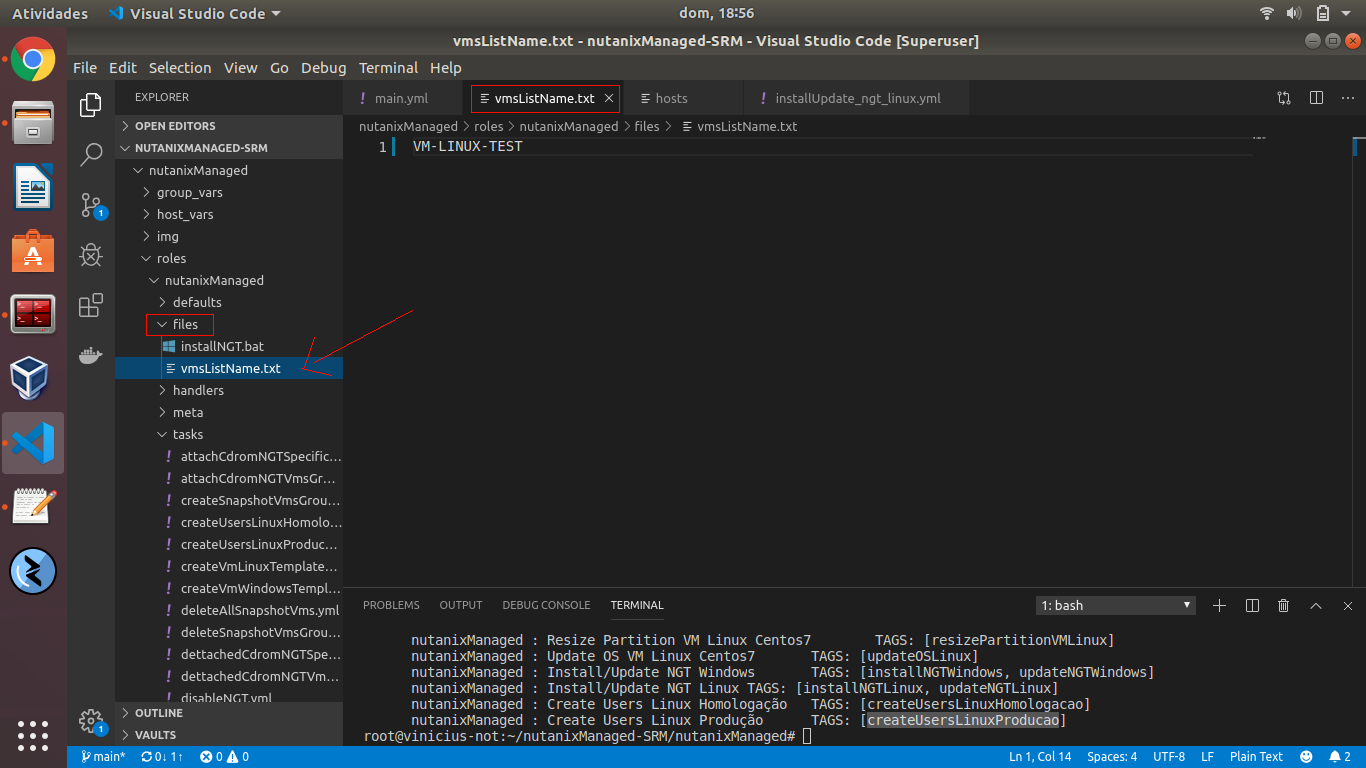 Atividades
Visual Studio Code
dom, 18:56
vmsListName.txt - nutanixManaged-SRM - Visual Studio Code [Superuser]
File Edit Selection View Go Debug Terminal Help
EXPLORER
OPEN EDITORS
NUTANIXMANAGED-SRM
nutanixManaged
group_vars
host_vars
img
roles
nutanixManaged
defaults
files
installNGT.bat
vmsListName.txt
handlers
meta
tasks
! attachCdromNGTSpecific...
! attachCdromNGTVmsGr...
! createSnapshotVmsGrou...
! createUsersLinuxHomolo...
! createUsersLinuxProduc...
! createVmLinuxTemplate...
! createVmWindowsTempl...
! deleteAllSnapshotVms.yml
! deleteSnapshotVmsGrou...
! dettachedCdromNGTSpe...
! dettachedCdromNGTVm...
! disableNGT.yml
OUTLINE
VAULTS
1
1
! main.yml
vmsListName.txt
hosts
! installUpdate_ngt_linux.yml
nutanixManaged > roles > nutanixManaged > files > vmsListName.txt
1 VM-LINUX-TEST
PROBLEMS OUTPUT DEBUG CONSOLE TERMINAL
1: bash
nutanixManaged : Resize Partition VM Linux Centos7 TAGS: [resizePartitionVMLinux]
nutanixManaged : Update OS VM Linux Centos7 TAGS: [updateOSLinux]
nutanixManaged : Install/Update NGT Windows TAGS: [installNGTWindows, updateNGTWindows]
nutanixManaged : Install/Update NGT Linux TAGS: [installNGTLinux, updateNGTLinux]
nutanixManaged : Create Users Linux Homologação TAGS: [createUsersLinuxHomologacao]
nutanixManaged : Create Users Linux Produção TAGS: [createUsersLinuxProducao]
root@vinicius-not:~/nutanixManaged-SRM/nutanixManaged#
main* 0↓ 1↑ 0 0
Ln 1, Col 14 Spaces: 4 UTF-8 LF Plain Text 2